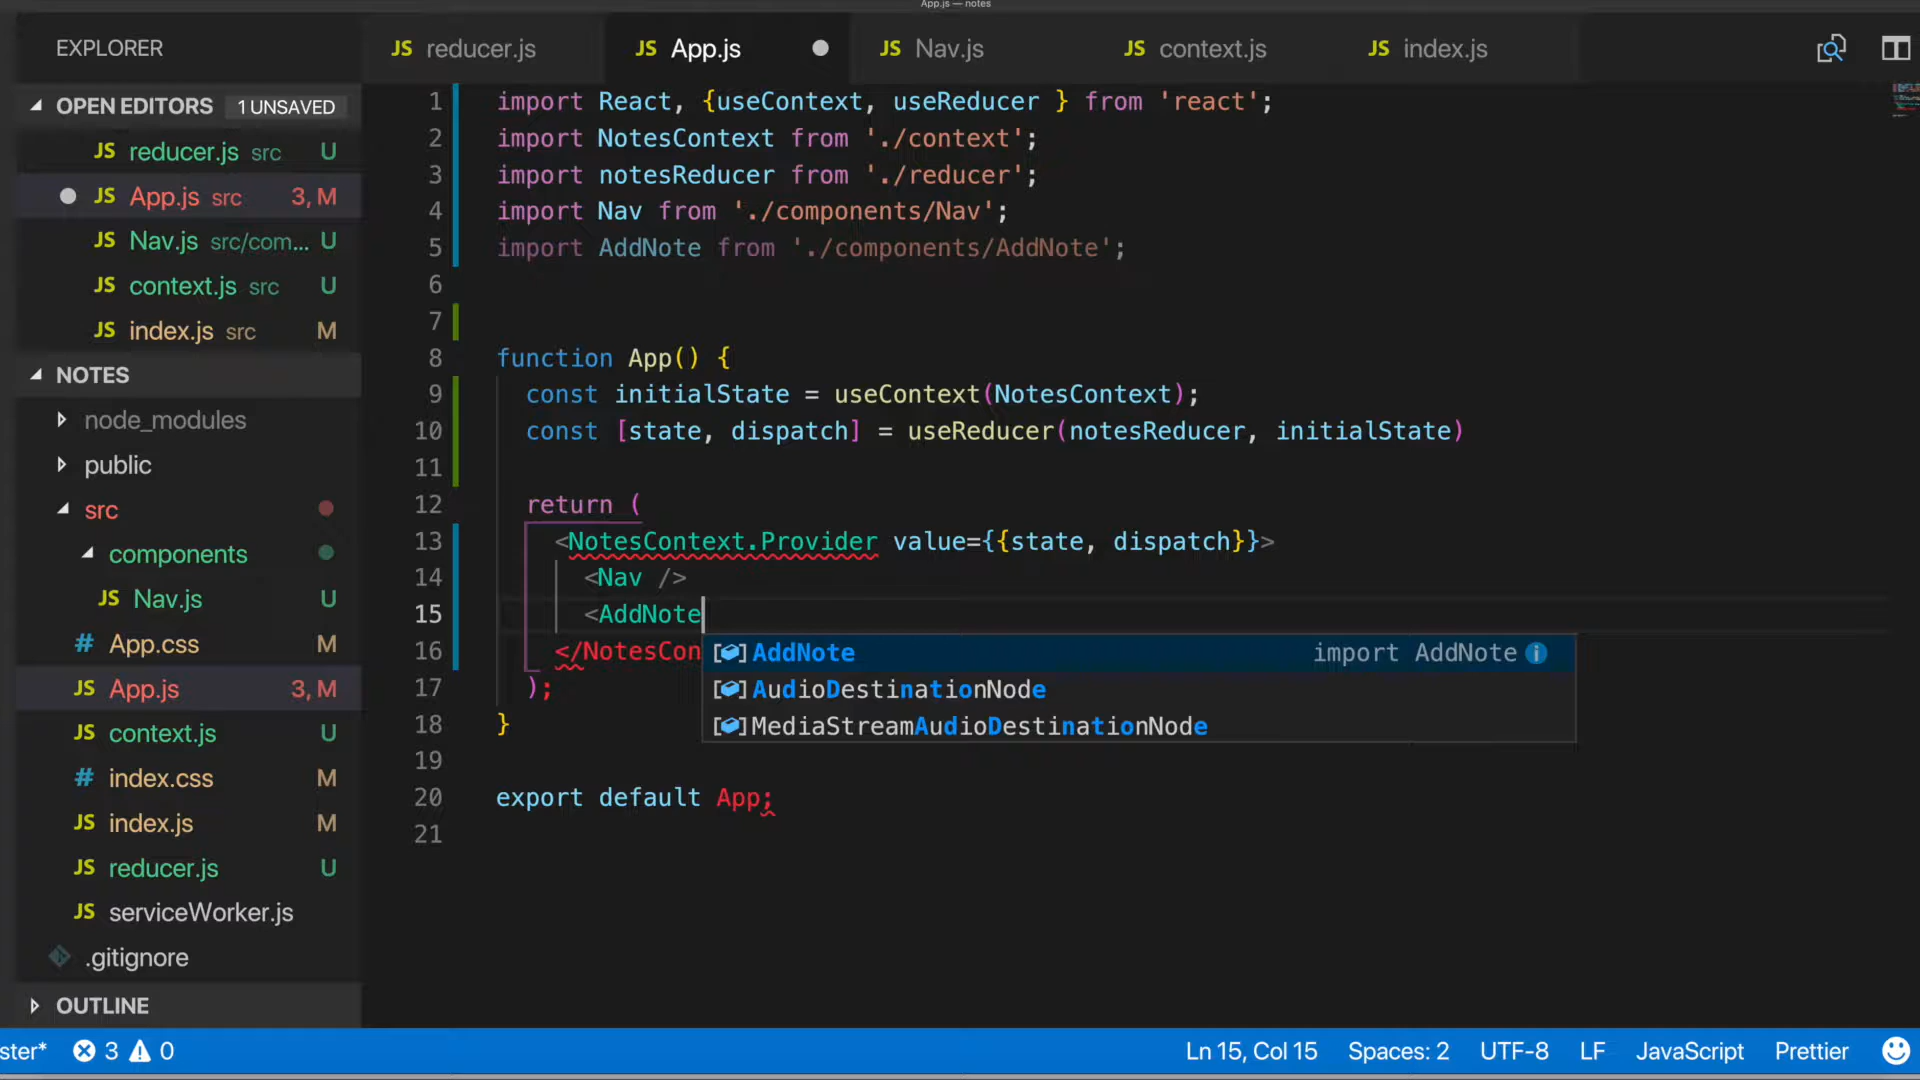 App.js — notes
EXPLORER
JS reducer.js
JS App.js
JS Nav.js
JS context.js
JS index.js
OPEN EDITORS 1 UNSAVED
JS reducer.js src U
JS App.js src 3, M
JS Nav.js src/com... U
JS context.js src U
JS index.js src M
NOTES
node_modules
public
src
components
JS Nav.js U
# App.css M
JS App.js 3, M
JS context.js U
# index.css M
JS index.js M
JS reducer.js U
JS serviceWorker.js
.gitignore
OUTLINE
1 import React, {useContext, useReducer } from 'react';
2 import NotesContext from './context';
3 import notesReducer from './reducer';
4 import Nav from './components/Nav';
5 import AddNote from './components/AddNote';
6
7
8 function App() {
9 const initialState = useContext(NotesContext);
10 const [state, dispatch] = useReducer(notesReducer, initialState)
11
12 return (
13 <NotesContext.Provider value={{state, dispatch}}>
14 <Nav />
15 <AddNote
16 </NotesCon
17 );
18 }
19
20 export default App;
21
AddNote import AddNote
AudioDestinationNode
MediaStreamAudioDestinationNode
ster* 3 0
Ln 15, Col 15 Spaces: 2 UTF-8 LF JavaScript Prettier